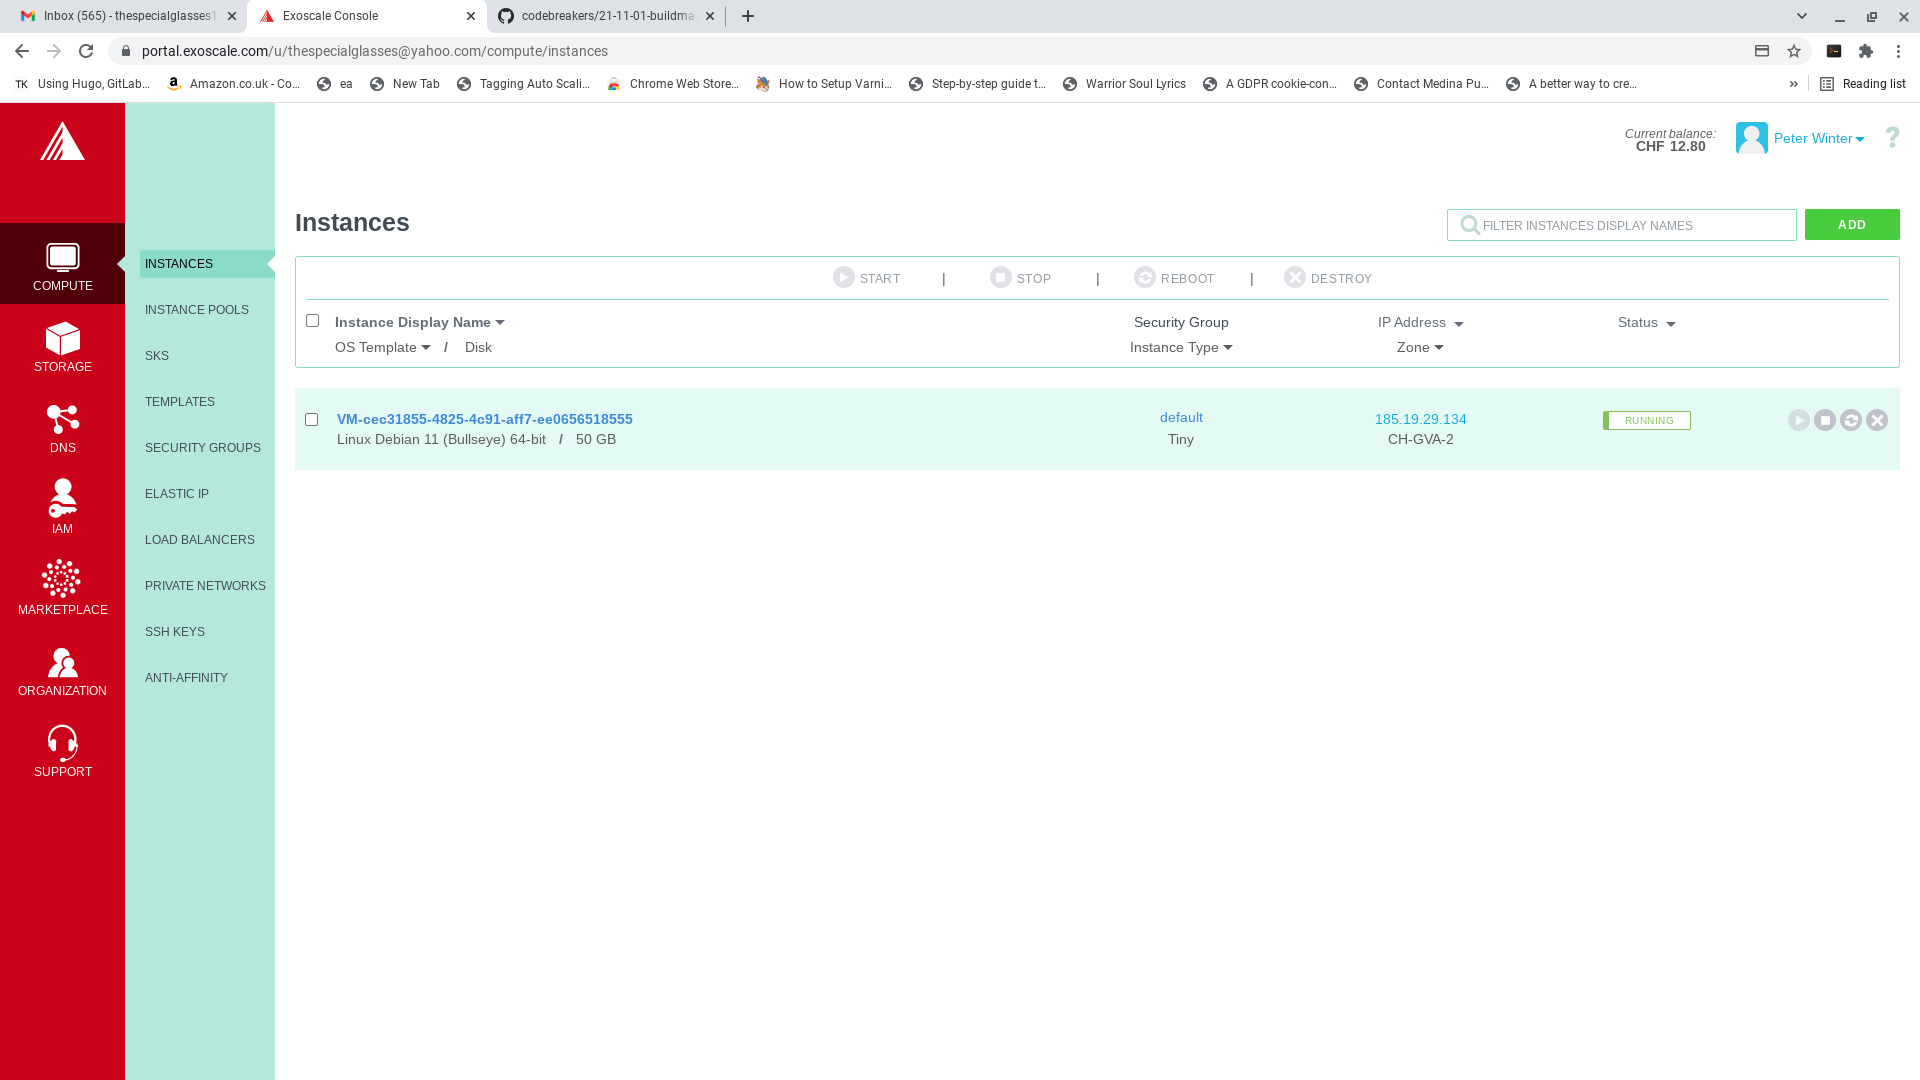 Inbox (565) - thespecialglasses1
Exoscale Console
codebreakers/21-11-01-buildma
portal.exoscale.com/u/thespecialglasses@yahoo.com/compute/instances
TK Using Hugo, GitLab...
Amazon.co.uk - Co...
ea
New Tab
Tagging Auto Scali...
Chrome Web Store...
How to Setup Varni...
Step-by-step guide t...
Warrior Soul Lyrics
A GDPR cookie-con...
Contact Medina Pu...
A better way to cre...
»
Reading list
Current balance:
CHF 12.80
Peter Winter
?
COMPUTE
STORAGE
DNS
IAM
MARKETPLACE
ORGANIZATION
SUPPORT
INSTANCES
INSTANCE POOLS
SKS
TEMPLATES
SECURITY GROUPS
ELASTIC IP
LOAD BALANCERS
PRIVATE NETWORKS
SSH KEYS
ANTI-AFFINITY
Instances
FILTER INSTANCES DISPLAY NAMES
ADD
START | STOP | REBOOT | DESTROY
Instance Display Name Security Group IP Address Status
OS Template / Disk Instance Type Zone
VM-cec31855-4825-4c91-aff7-ee0656518555 default 185.19.29.134 RUNNING
Linux Debian 11 (Bullseye) 64-bit / 50 GB Tiny CH-GVA-2